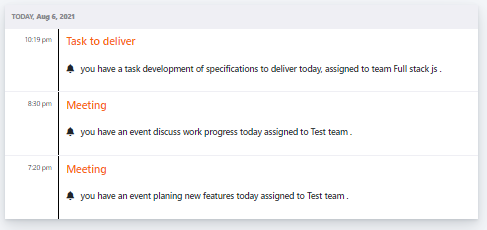 TODAY, Aug 6, 2021
10:19 pm
Task to deliver
you have a task development of specifications to deliver today, assigned to team Full stack js .
8:30 pm
Meeting
you have an event discuss work progress today assigned to Test team .
7:20 pm
Meeting
you have an event planing new features today assigned to Test team .